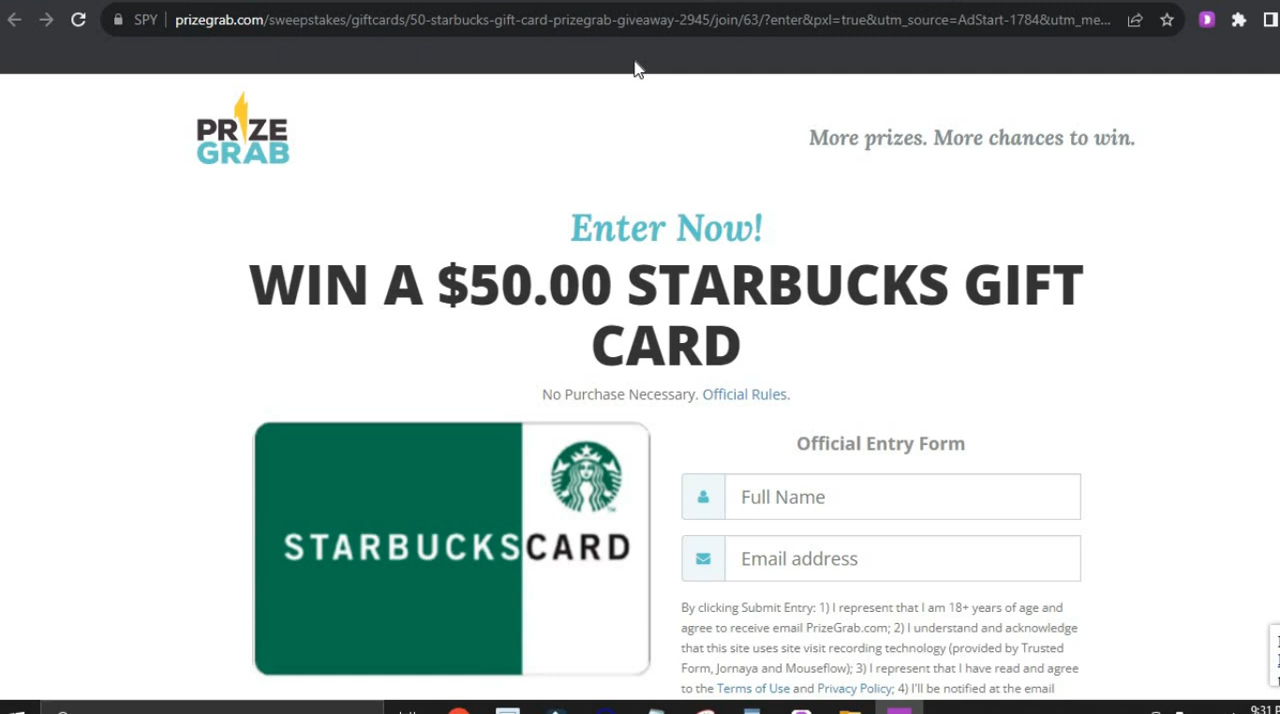 SPY prizegrab.com/sweepstakes/giftcards/50-starbucks-gift-card-prizegrab-giveaway-2945/join/63/?enter&pxl=true&utm_source=AdStart-1784&utm_me...
PRIZE
GRAB
More prizes. More chances to win.
Enter Now!
WIN A $50.00 STARBUCKS GIFT
CARD
No Purchase Necessary. Official Rules.
STARBUCKSCARD
Official Entry Form
Full Name
Email address
By clicking Submit Entry: 1) I represent that I am 18+ years of age and
agree to receive email PrizeGrab.com; 2) I understand and acknowledge
that this site uses site visit recording technology (provided by Trusted
Form, Jornaya and Mouseflow); 3) I represent that I have read and agree
to the Terms of Use and Privacy Policy; 4) I'll be notified at the email
9:31